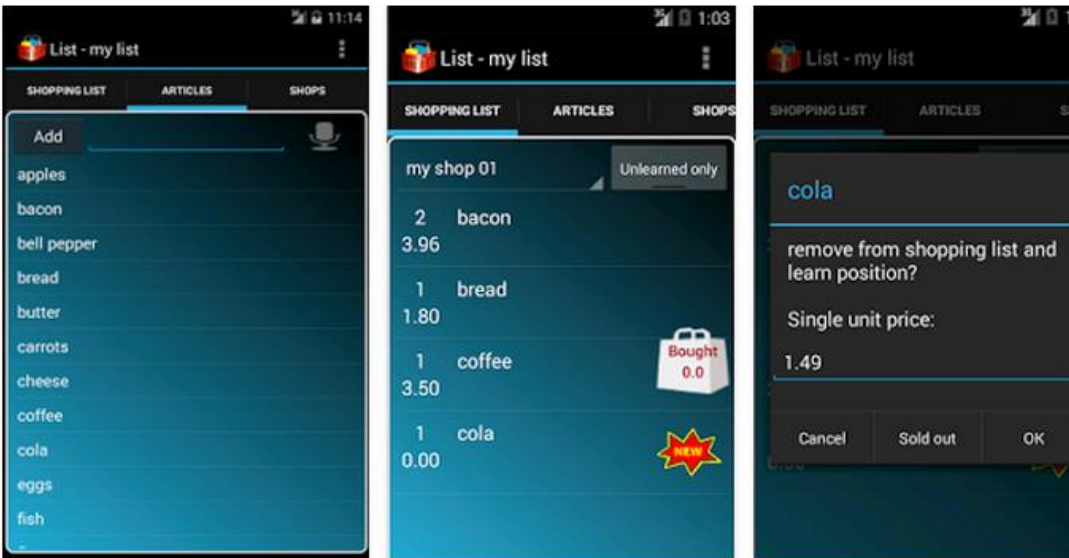 11:14
List - my list
SHOPPING LIST ARTICLES SHOPS
Add
apples
bacon
bell pepper
bread
butter
carrots
cheese
coffee
cola
eggs
fish
1:03
List - my list
SHOPPING LIST ARTICLES SHOPS
my shop 01 Unlearned only
2 bacon
3.96
1 bread
1.80
1 coffee
3.50
Bought
0.0
1 cola
0.00
NEW
List - my list
SHOPPING LIST ARTICLES S
cola
remove from shopping list and
learn position?
Single unit price:
1.49
Cancel Sold out OK